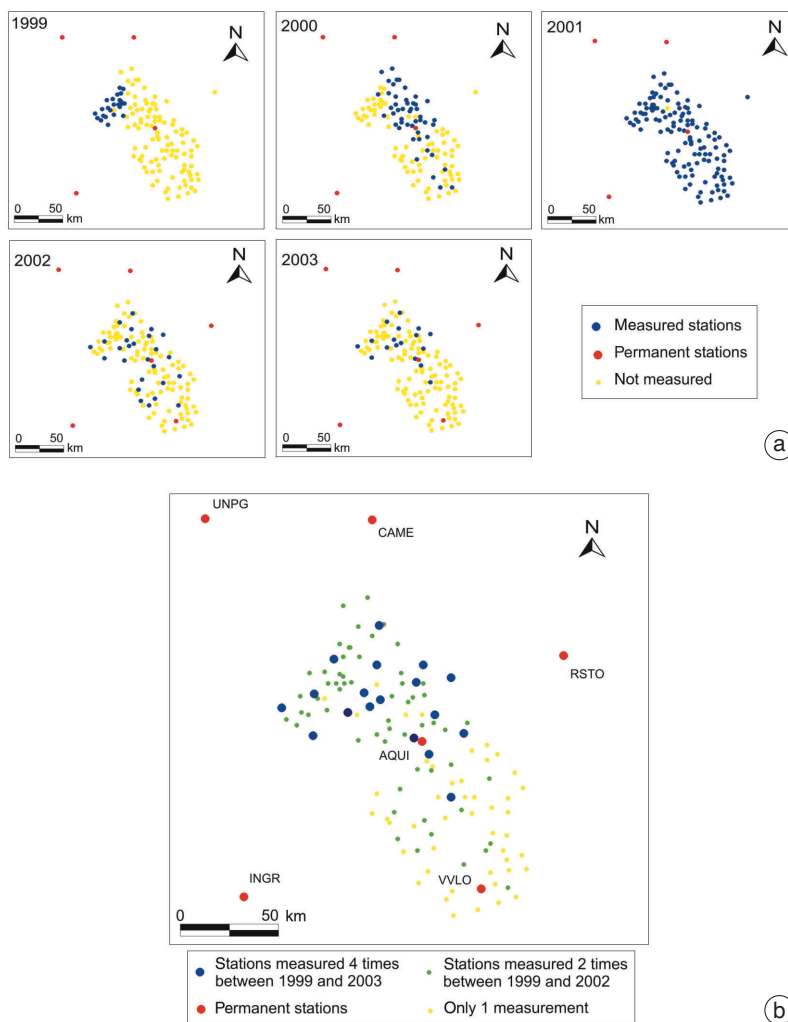 1999
N
0 50
km
2000
N
0 50
km
2001
N
0 50
km
2002
N
0 50
km
2003
N
0 50
km
Measured stations
Permanent stations
Not measured
a
UNPG
CAME
N
RSTO
AQUI
INGR
VVLO
0 50
km
Stations measured 4 times
between 1999 and 2003
Stations measured 2 times
between 1999 and 2002
Permanent stations
Only 1 measurement
b